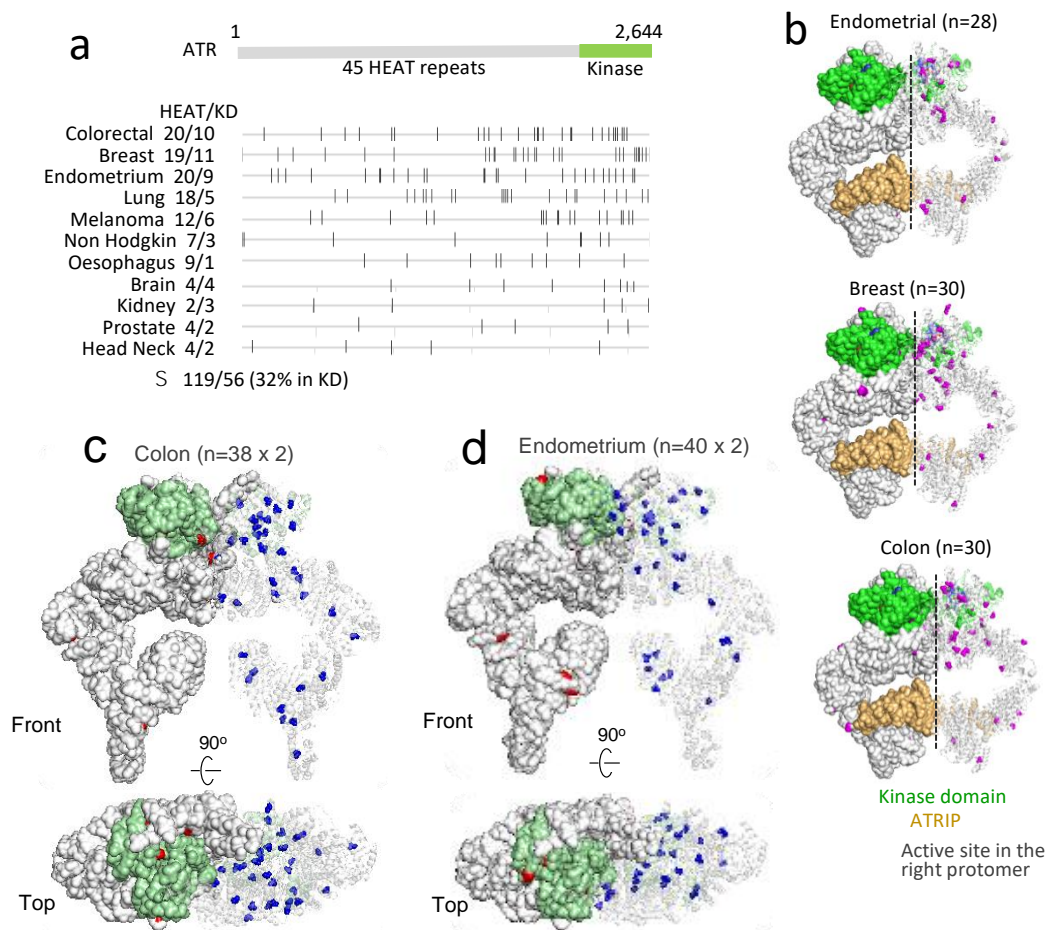 a
1 2,644
ATR
45 HEAT repeats Kinase
HEAT/KD
Colorectal 20/10
Breast 19/11
Endometrium 20/9
Lung 18/5
Melanoma 12/6
Non Hodgkin 7/3
Oesophagus 9/1
Brain 4/4
Kidney 2/3
Prostate 4/2
Head Neck 4/2
S 119/56 (32% in KD)
b
Endometrial (n=28)
Breast (n=30)
Colon (n=30)
Kinase domain
ATRIP
Active site in the
right protomer
c
Colon (n=38 x 2)
Front
90o
Top
d
Endometrium (n=40 x 2)
Front
90o
Top